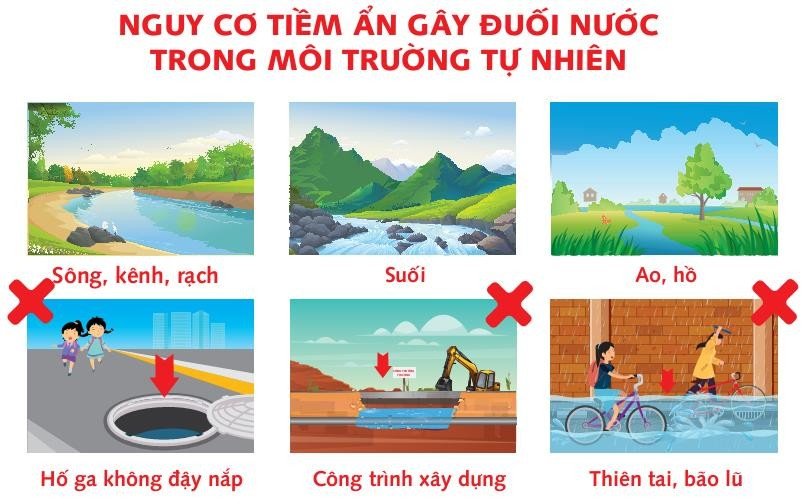 NGUY CƠ TIỀM ẨN GÂY ĐUỐI NƯỚC
TRONG MÔI TRƯỜNG TỰ NHIÊN
Sông, kênh, rạch
Suối
Ao, hồ
Hố ga không đậy nắp
Công trình xây dựng
Thiên tai, bão lũ